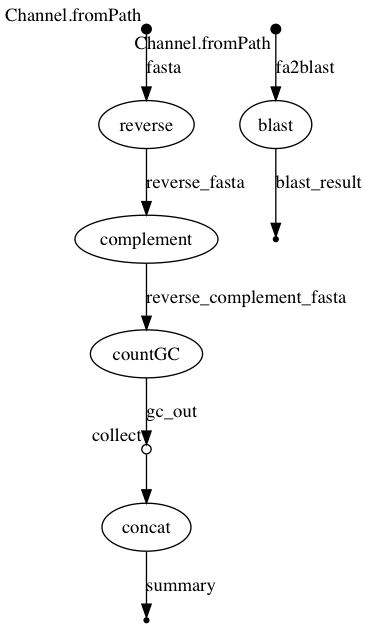 Channel.fromPath
Channel.fromPath
fasta
fa2blast
reverse
blast
reverse_fasta
blast_result
complement
reverse_complement_fasta
countGC
gc_out
collect
concat
summary